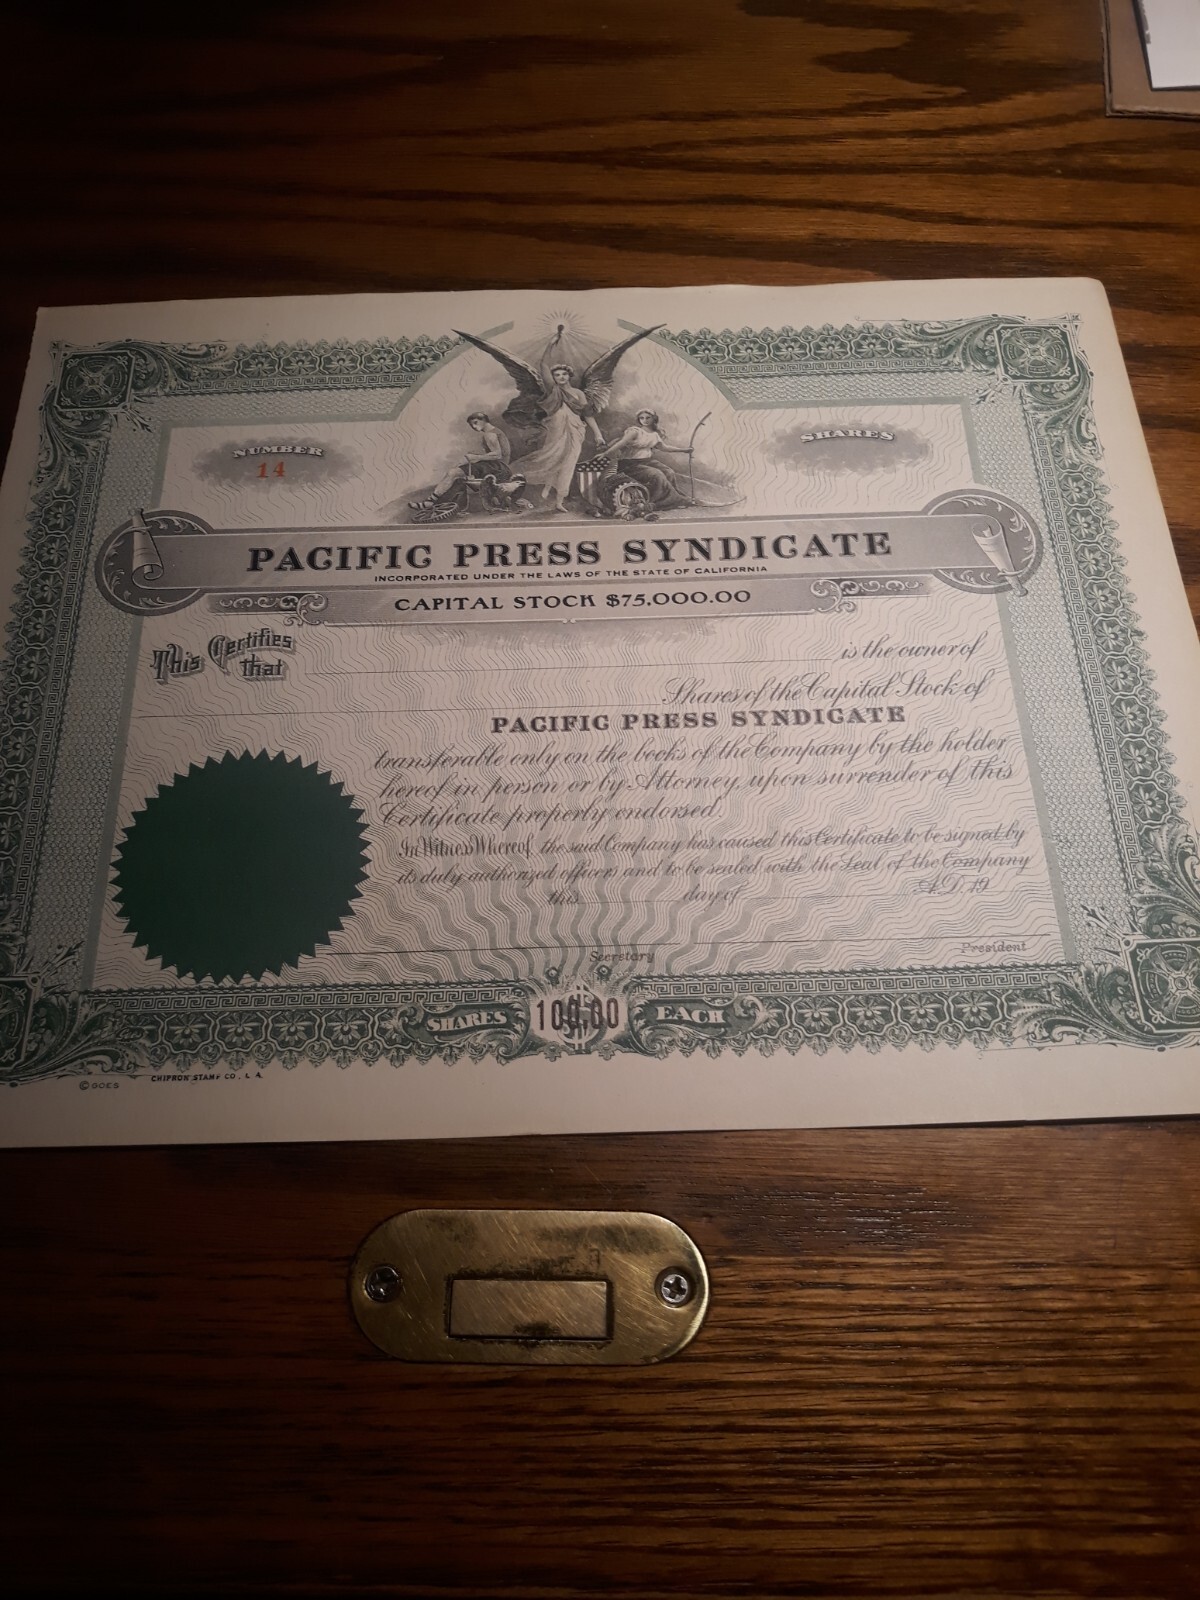 NUMBER
14
SHARES
PACIFIC PRESS SYNDICATE
INCORPORATED UNDER THE LAWS OF THE STATE OF CALIFORNIA
CAPITAL STOCK $75,000.00
This Certifies that is the owner of
Shares of the Capital Stock of
PACIFIC PRESS SYNDICATE
transferable only on the books of the Company by the holder
hereof in person or by Attorney, upon surrender of this
Certificate properly endorsed.
In Witness Whereof, the said Company has caused this Certificate to be signed by
its duly authorized officers and to be sealed with the Seal of the Company
this day of A.D. 19
Secretary President
SHARES 100.00 EACH
©GOES CHIPRON STAMP CO., L. A.